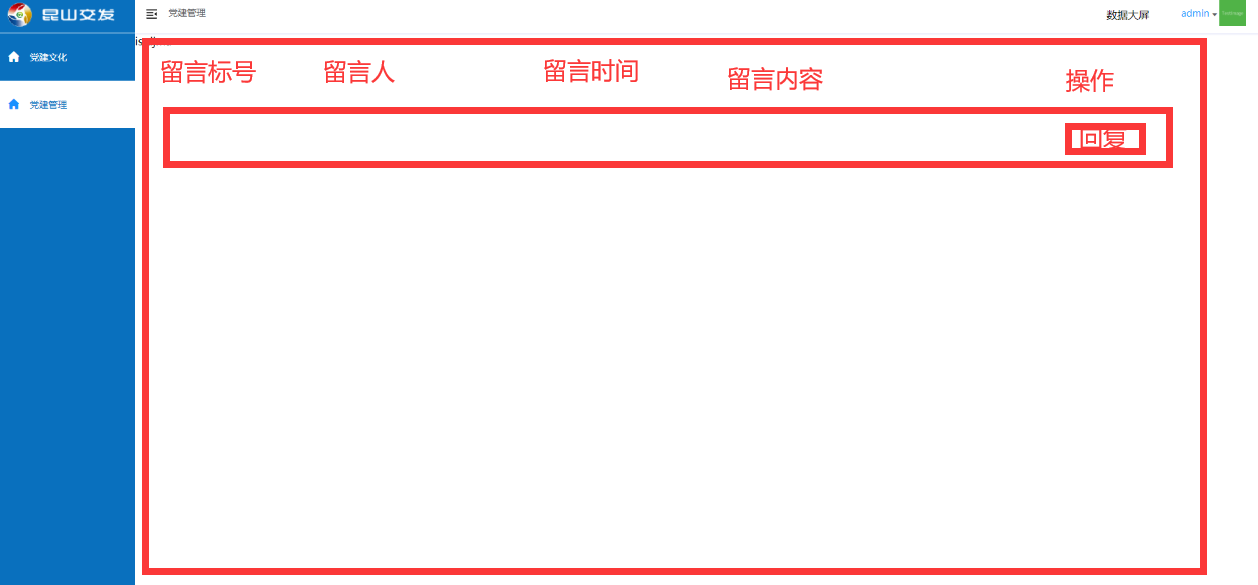 昆山交发
党建管理
数据大屏
admin
党建文化
党建管理
留言标号
留言人
留言时间
留言内容
操作
回复